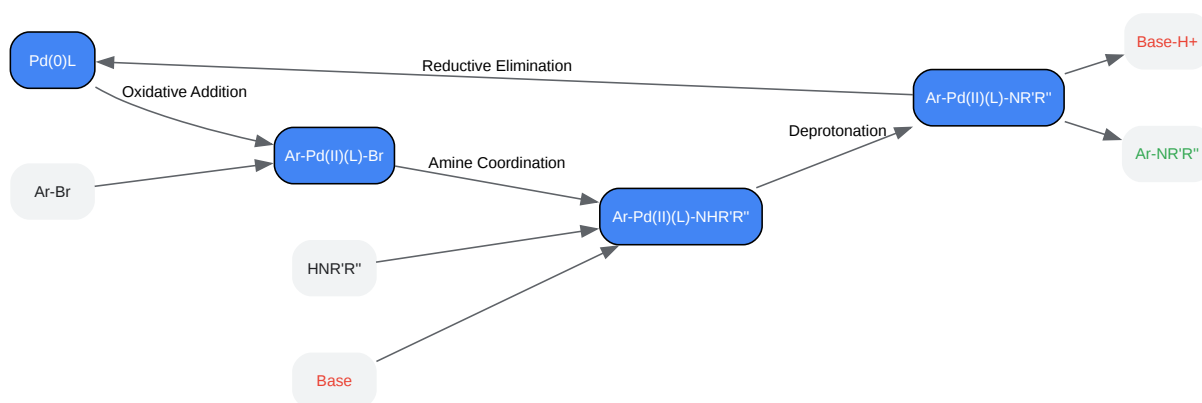 Base-H+
Pd(0)L
Reductive Elimination
Oxidative Addition
Ar-Pd(II)(L)-NR'R"
Deprotonation
Ar-Pd(II)(L)-Br
Ar-NR'R"
Amine Coordination
Ar-Br
Ar-Pd(II)(L)-NHR'R"
HNR'R"
Base